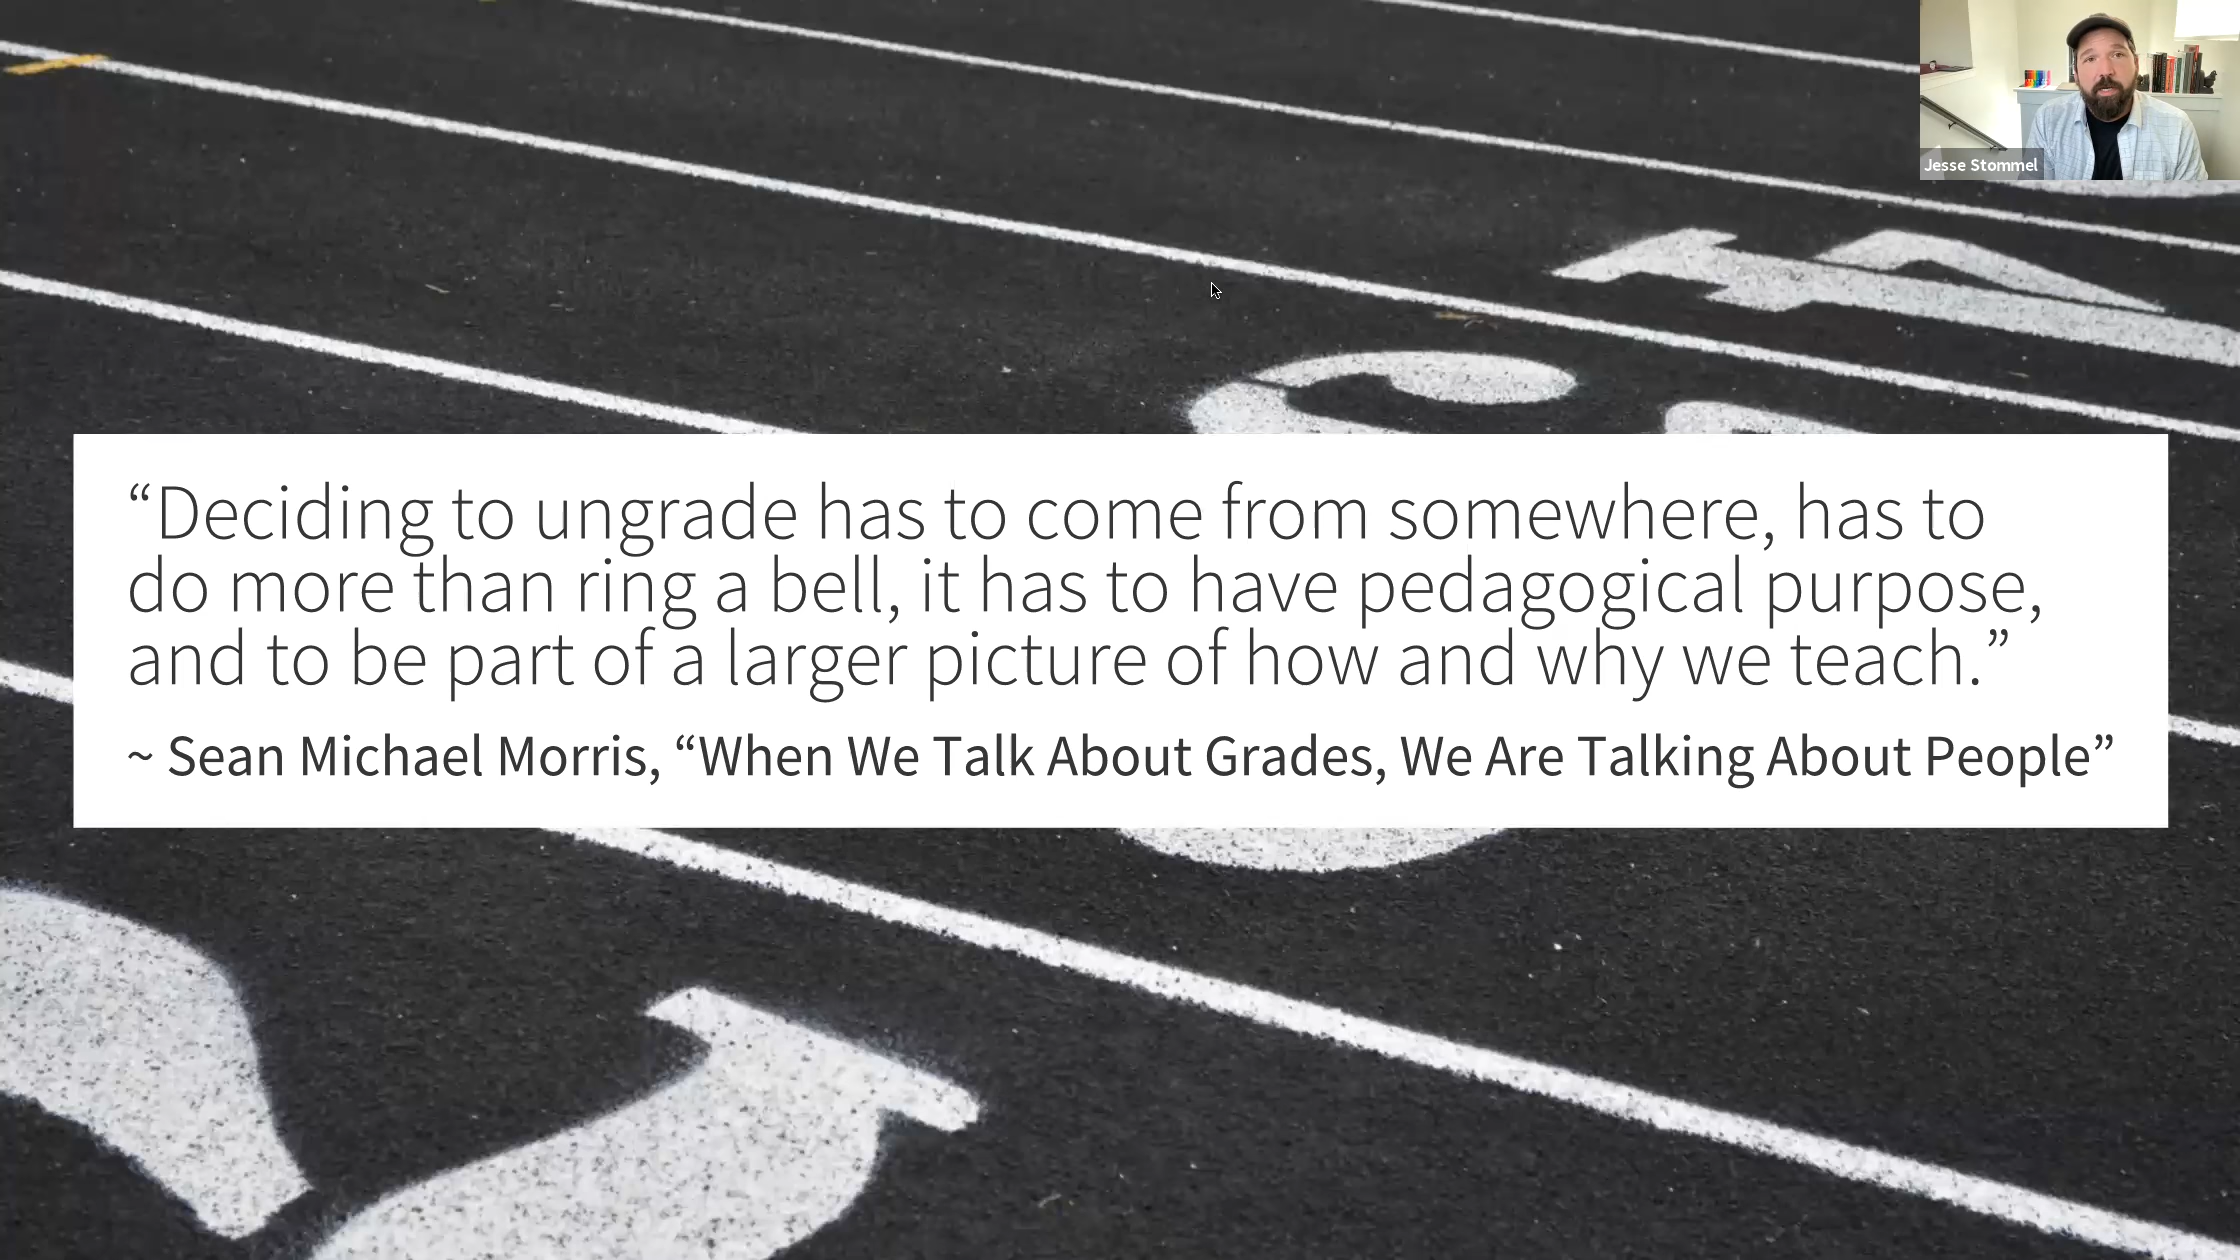 Jesse Stommel
4
“Deciding to ungrade has to come from somewhere, has to
do more than ring a bell, it has to have pedagogical purpose,
and to be part of a larger picture of how and why we teach.”
~ Sean Michael Morris, “When We Talk About Grades, We Are Talking About People”